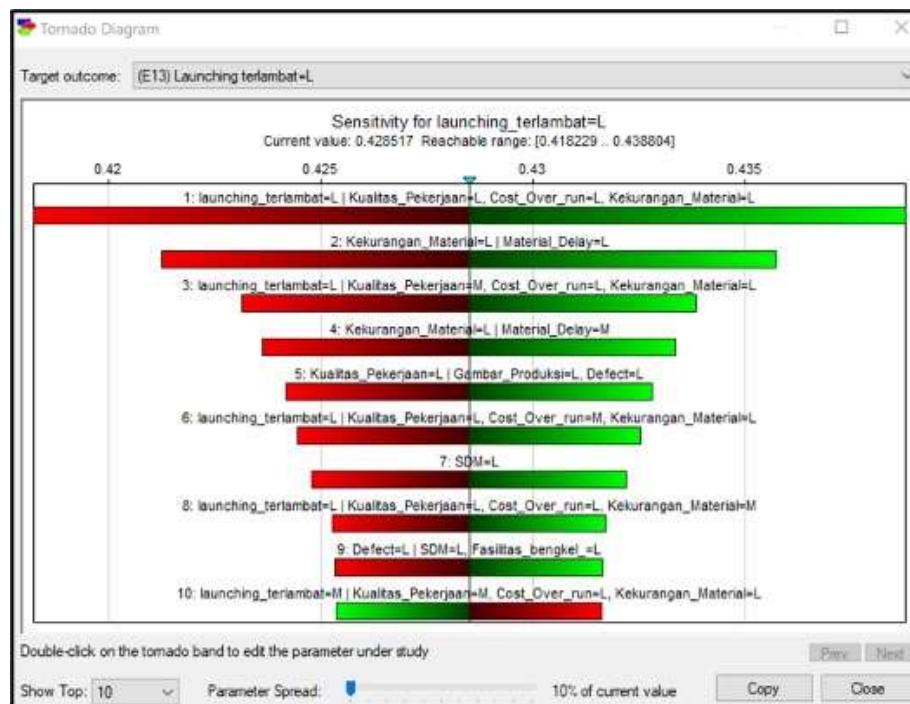 Tornado Diagram
Target outcome: (E13) Launching terlambat=L
Sensitivity for launching_terlambat=L
Current value: 0.428517 Reachable range: [0.418229 .. 0.438804]
0.42 0.425 0.43 0.435
1: launching_terlambat=L | Kualitas_Pekerjaan=L, Cost_Over_run=L, Kekurangan_Material=L
2: Kekurangan_Material=L | Material_Delay=L
3: launching_terlambat=L | Kualitas_Pekerjaan=M, Cost_Over_run=L, Kekurangan_Material=L
4: Kekurangan_Material=L | Material_Delay=M
5: Kualitas_Pekerjaan=L | Gambar_Produksi=L, Defect=L
6: launching_terlambat=L | Kualitas_Pekerjaan=L, Cost_Over_run=M, Kekurangan_Material=L
7: SDM=L
8: launching_terlambat=L | Kualitas_Pekerjaan=L, Cost_Over_run=L, Kekurangan_Material=M
9: Defect=L | SDM=L, Fasilitas_bengkel_=L
10: launching_terlambat=M | Kualitas_Pekerjaan=M, Cost_Over_run=L, Kekurangan_Material=L
Double-click on the tornado band to edit the parameter under study
Prev Next
Show Top: 10 Parameter Spread: 10% of current value Copy Close